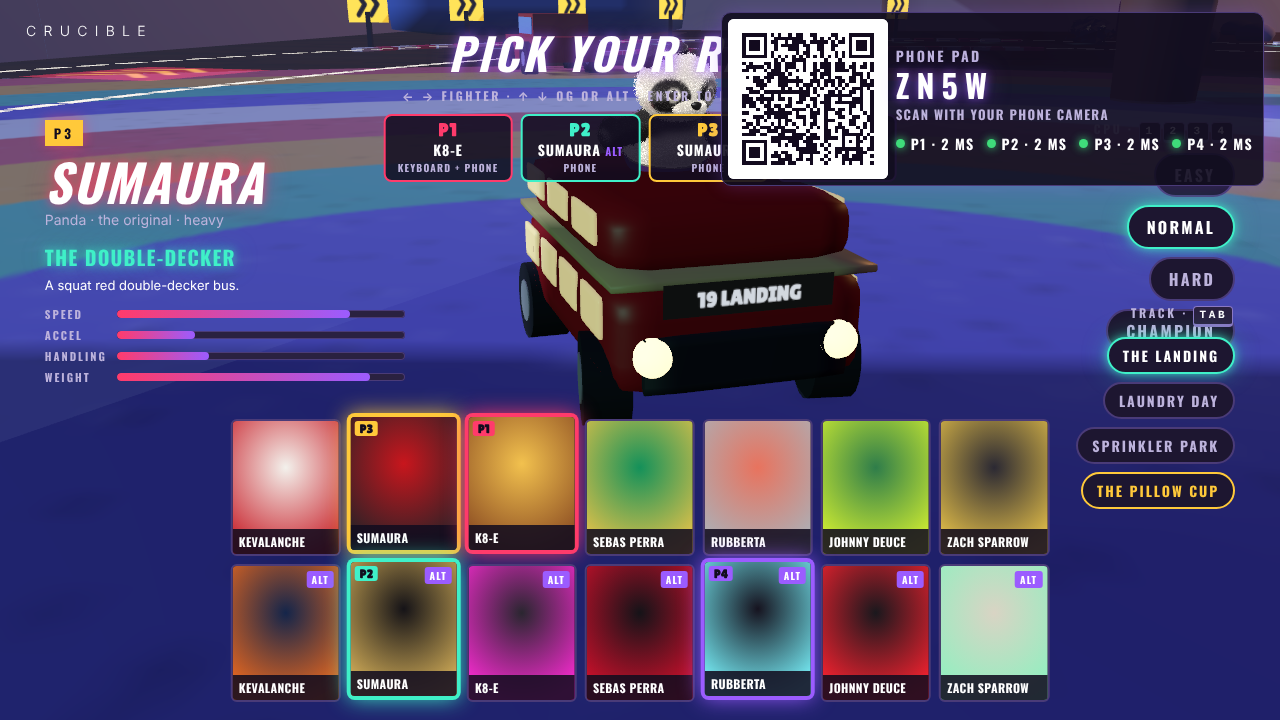 CRUCIBLE
PICK YOUR R
← → FIGHTER · ↑ ↓ OG OR ALT · ENTER TO
PHONE PAD
ZN5W
SCAN WITH YOUR PHONE CAMERA
P1 · 2 MS P2 · 2 MS P3 · 2 MS P4 · 2 MS
P1
K8-E
KEYBOARD + PHONE
P2
SUMAURA ALT
PHONE
P3
SUMAU
PHONE
P3
SUMAURA
Panda · the original · heavy
THE DOUBLE-DECKER
A squat red double-decker bus.
SPEED
ACCEL
HANDLING
WEIGHT
19 LANDING
EASY
NORMAL
HARD
CHAMPION
TRACK · TAB
THE LANDING
LAUNDRY DAY
SPRINKLER PARK
THE PILLOW CUP
KEVALANCHE
P3
SUMAURA
P1
K8-E
SEBAS PERRA
RUBBERTA
JOHNNY DEUCE
ZACH SPARROW
ALT
KEVALANCHE
P2 ALT
SUMAURA
ALT
K8-E
ALT
SEBAS PERRA
P4 ALT
RUBBERTA
ALT
JOHNNY DEUCE
ALT
ZACH SPARROW